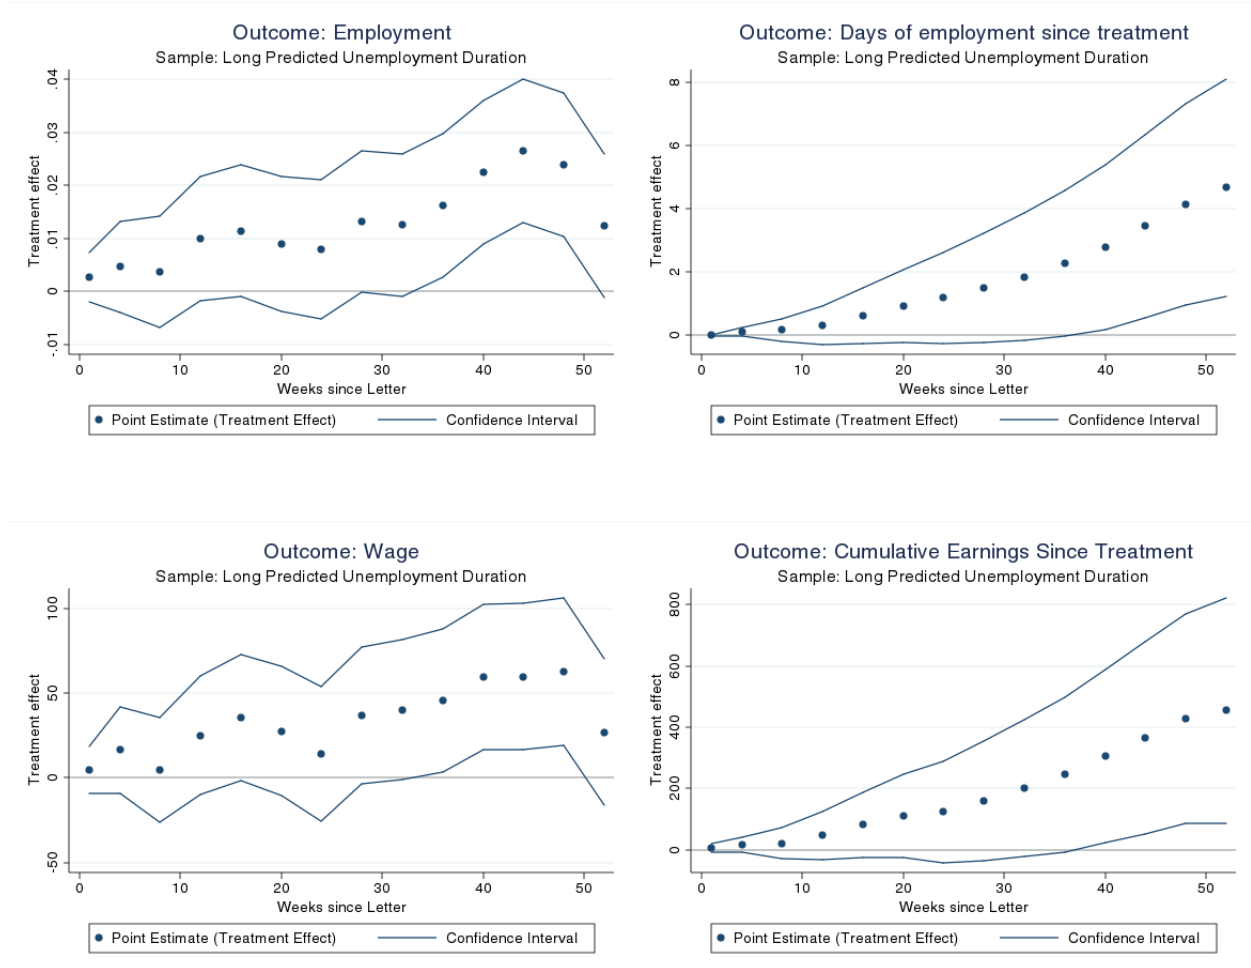 Outcome: Employment
Sample: Long Predicted Unemployment Duration
Treatment effect
.04
.03
.02
.01
0
-.01
0 10 20 30 40 50
Weeks since Letter
Point Estimate (Treatment Effect) Confidence Interval
Outcome: Days of employment since treatment
Sample: Long Predicted Unemployment Duration
Treatment effect
8
6
4
2
0
0 10 20 30 40 50
Weeks since Letter
Point Estimate (Treatment Effect) Confidence Interval
Outcome: Wage
Sample: Long Predicted Unemployment Duration
Treatment effect
100
50
0
-50
0 10 20 30 40 50
Weeks since Letter
Point Estimate (Treatment Effect) Confidence Interval
Outcome: Cumulative Earnings Since Treatment
Sample: Long Predicted Unemployment Duration
Treatment effect
800
600
400
200
0
0 10 20 30 40 50
Weeks since Letter
Point Estimate (Treatment Effect) Confidence Interval